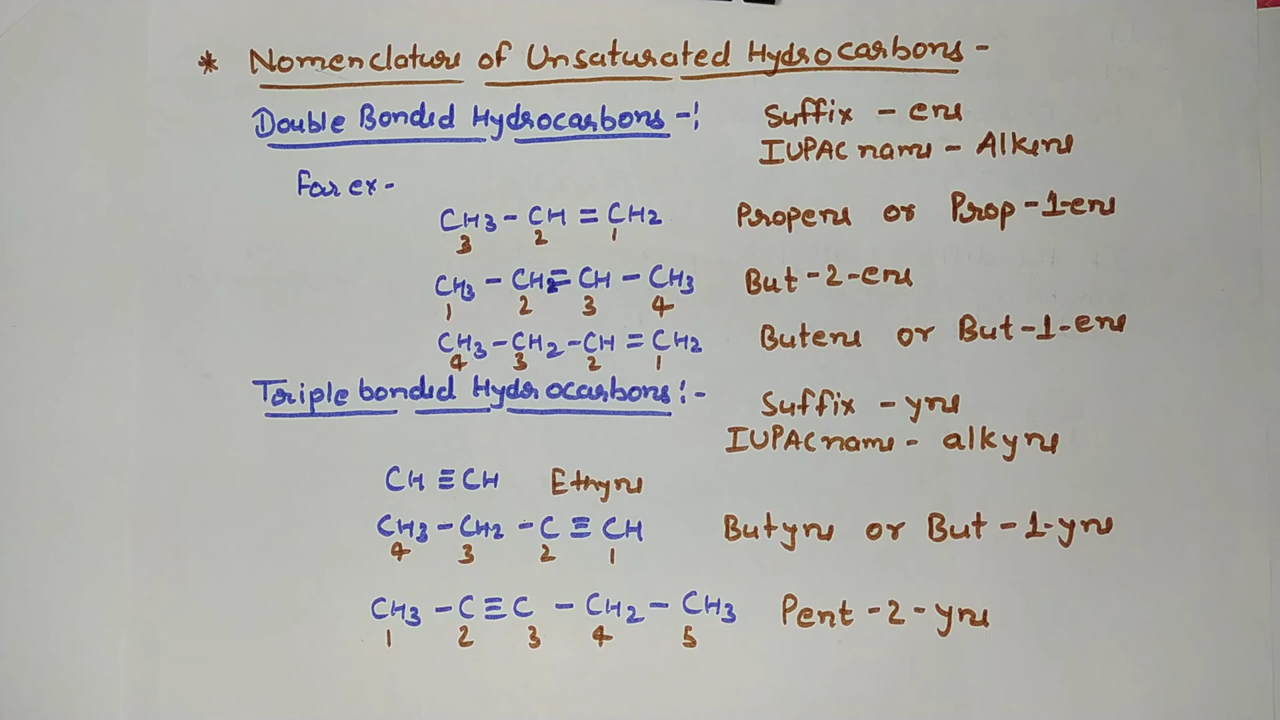 * Nomenclature of Unsaturated Hydrocarbons -
Double Bonded Hydrocarbons -:
Suffix - ene
IUPAC name - Alkene
For ex -
CH3 - CH = CH2 Propene or Prop-1-ene
3 2 1
CH3 - CH = CH - CH3 But-2-ene
1 2 3 4
CH3 - CH2 - CH = CH2 Butene or But-1-ene
4 3 2 1
Triple bonded Hydrocarbons :-
Suffix - yne
IUPAC name - alkyne
CH ≡ CH Ethyne
CH3 - CH2 - C ≡ CH Butyne or But-1-yne
4 3 2 1
CH3 - C ≡ C - CH2 - CH3 Pent-2-yne
1 2 3 4 5